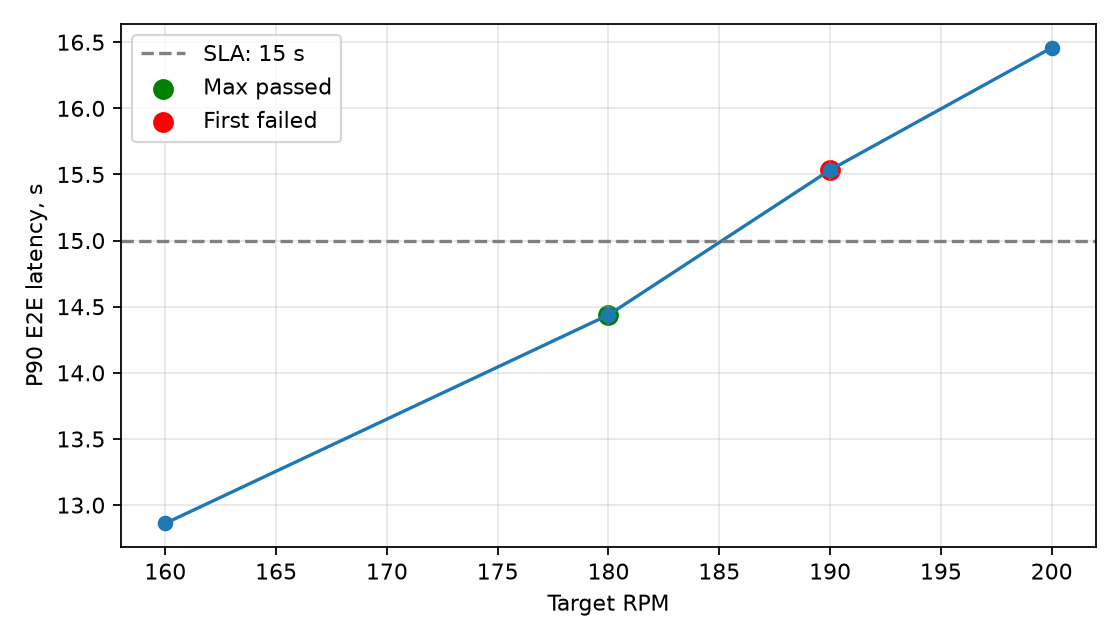 16.5
16.0
15.5
15.0
14.5
14.0
13.5
13.0
P90 E2E latency, s
SLA: 15 s
Max passed
First failed
160 165 170 175 180 185 190 195 200
Target RPM